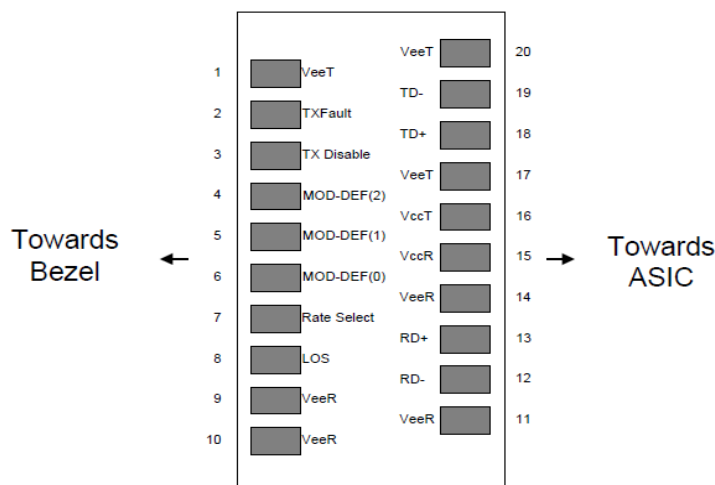 VeeT 20
1 VeeT
TD- 19
2 TXFault
TD+ 18
3 TX Disable
VeeT 17
4 MOD-DEF(2)
VccT 16
5 MOD-DEF(1)
Towards
Bezel
VccR 15
Towards
ASIC
6 MOD-DEF(0)
VeeR 14
7 Rate Select
RD+ 13
8 LOS
RD- 12
9 VeeR
VeeR 11
10 VeeR